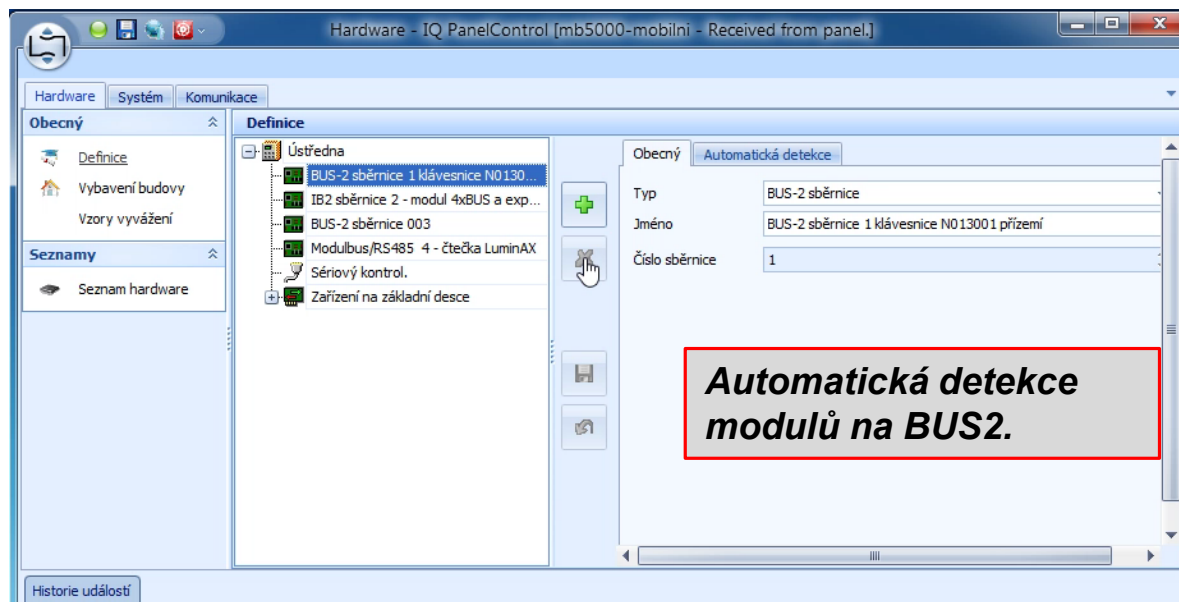 Hardware - IQ PanelControl [mb5000-mobilni - Received from panel.]
Hardware Systém Komunikace
Obecný
Definice
Vybavení budovy
Vzory vyvážení
Seznamy
Seznam hardware
Definice
Ústředna
BUS-2 sběrnice 1 klávesnice N0130...
IB2 sběrnice 2 - modul 4xBUS a exp...
BUS-2 sběrnice 003
Modulbus/RS485 4 - čtečka LuminAX
Sériový kontrol.
Zařízení na základní desce
Obecný Automatická detekce
Typ BUS-2 sběrnice
Jméno BUS-2 sběrnice 1 klávesnice N013001 přízemí
Číslo sběrnice 1
Automatická detekce
modulů na BUS2.
Historie událostí